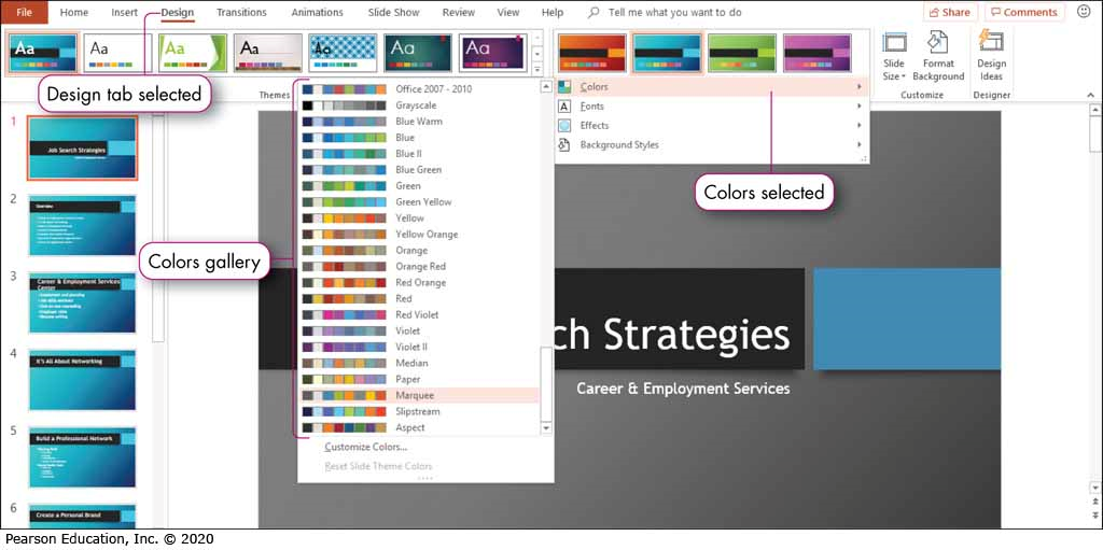 File Home Insert Design Transitions Animations Slide Show Review View Help Tell me what you want to do Share Comments
Aa Aa Aa Aa Aa Aa Aa
Slide Size Format Background Design Ideas
Themes Customize Designer
Design tab selected
Colors
Fonts
Effects
Background Styles
Colors selected
Colors gallery
Office 2007 - 2010
Grayscale
Blue Warm
Blue
Blue II
Blue Green
Green
Green Yellow
Yellow
Yellow Orange
Orange
Orange Red
Red Orange
Red
Red Violet
Violet
Violet II
Median
Paper
Marquee
Slipstream
Aspect
Customize Colors...
Reset Slide Theme Colors
1
Job Search Strategies
2
Overview
3
Career & Employment Services
Center
4
It's All About Networking
5
Build a Professional Network
6
Create a Personal Brand
ch Strategies
Career & Employment Services
Pearson Education, Inc. © 2020